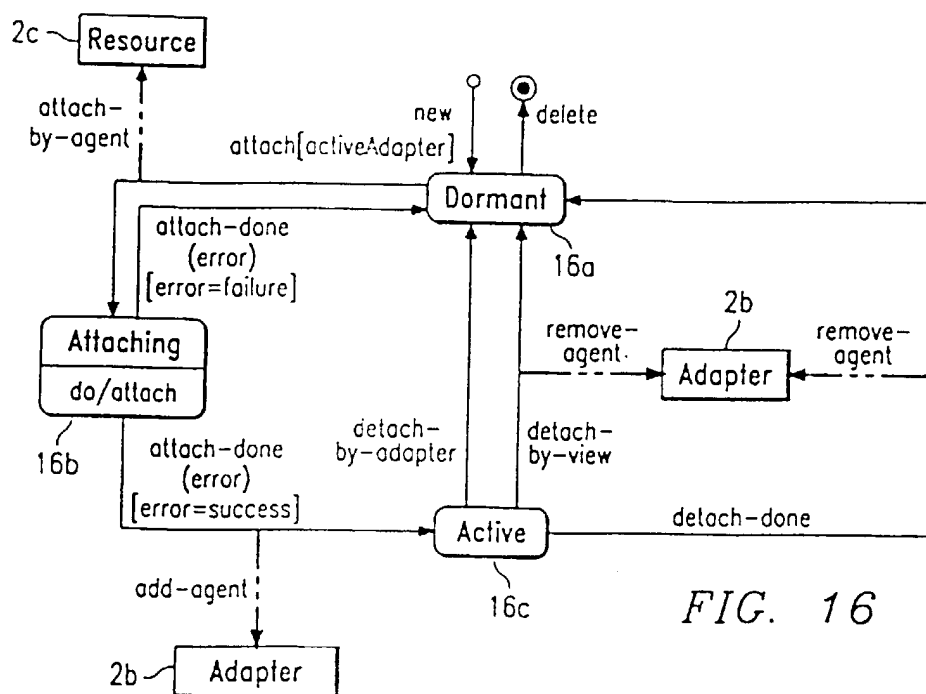 2c
Resource
attach-
by-agent
new
delete
attach[activeAdapter]
Dormant
16a
attach-done
(error)
[error=failure]
Attaching
do/attach
16b
2b
remove-
agent
Adapter
remove-
agent
detach-
by-adapter
detach-
by-view
attach-done
(error)
[error=success]
Active
16c
detach-done
add-agent
2b
Adapter
FIG. 16